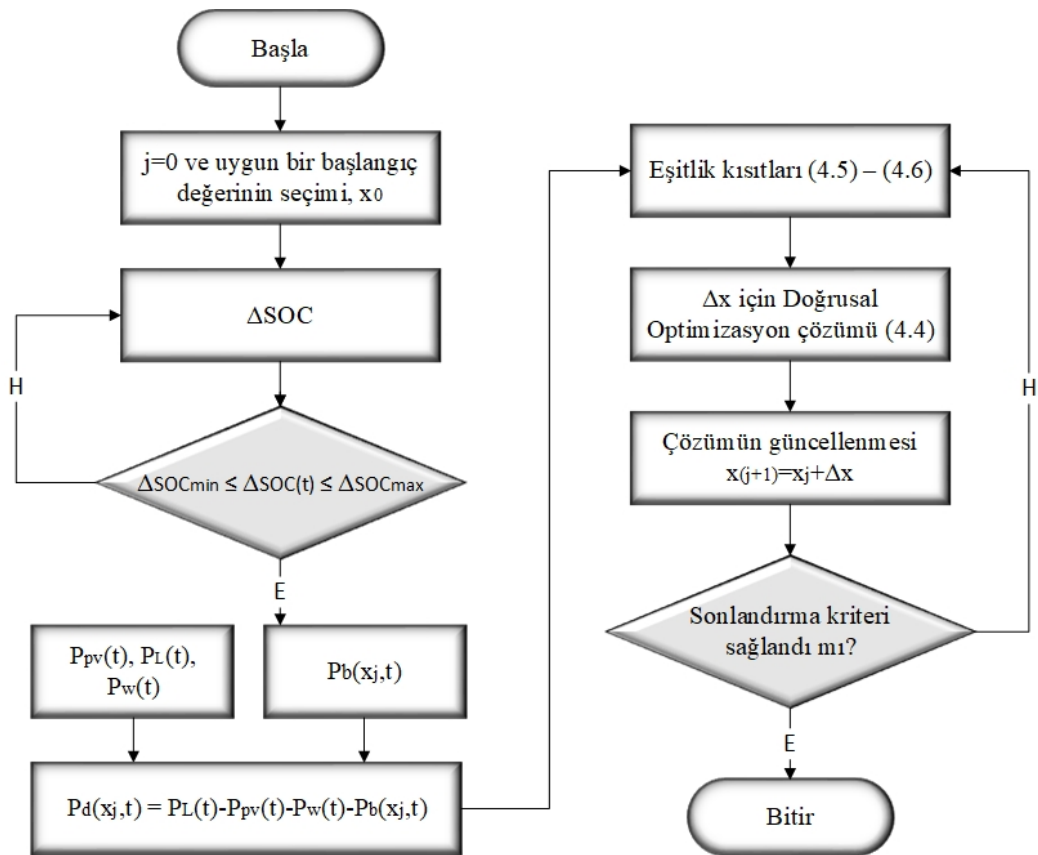 Başla
j=0 ve uygun bir başlangıç
değerinin seçimi, x0
ΔSOC
H
ΔSOCmin ≤ ΔSOC(t) ≤ ΔSOCmax
E
Ppv(t), PL(t),
Pw(t)
Pb(xj,t)
Pd(xj,t) = PL(t)-Ppv(t)-Pw(t)-Pb(xj,t)
Eşitlik kısıtları (4.5) – (4.6)
Δx için Doğrusal
Optimizasyon çözümü (4.4)
H
Çözümün güncellenmesi
x(j+1)=xj+Δx
Sonlandırma kriteri
sağlandı mı?
E
Bitir